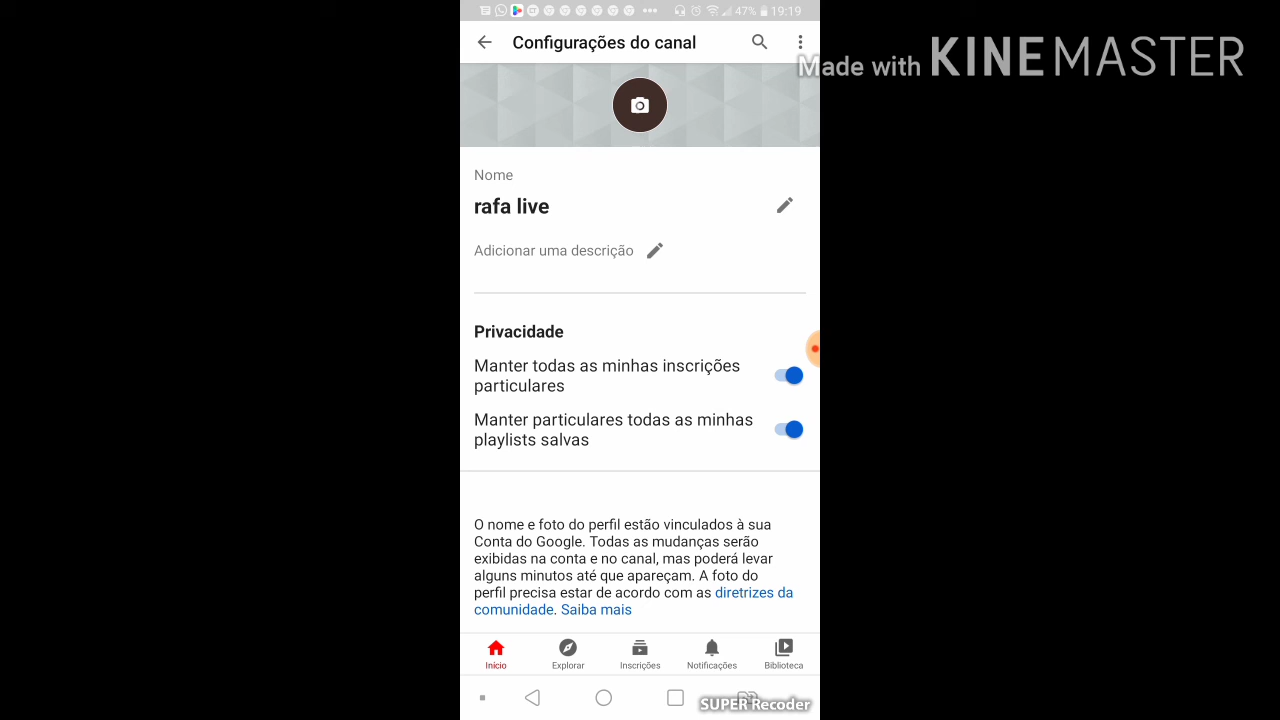 47% 19:19
Configurações do canal
Made with KINEMASTER
Nome
rafa live
Adicionar uma descrição
Privacidade
Manter todas as minhas inscrições
particulares
Manter particulares todas as minhas
playlists salvas
O nome e foto do perfil estão vinculados à sua
Conta do Google. Todas as mudanças serão
exibidas na conta e no canal, mas poderá levar
alguns minutos até que apareçam. A foto do
perfil precisa estar de acordo com as diretrizes da
comunidade. Saiba mais
Início Explorar Inscrições Notificações Biblioteca
SUPER Recoder